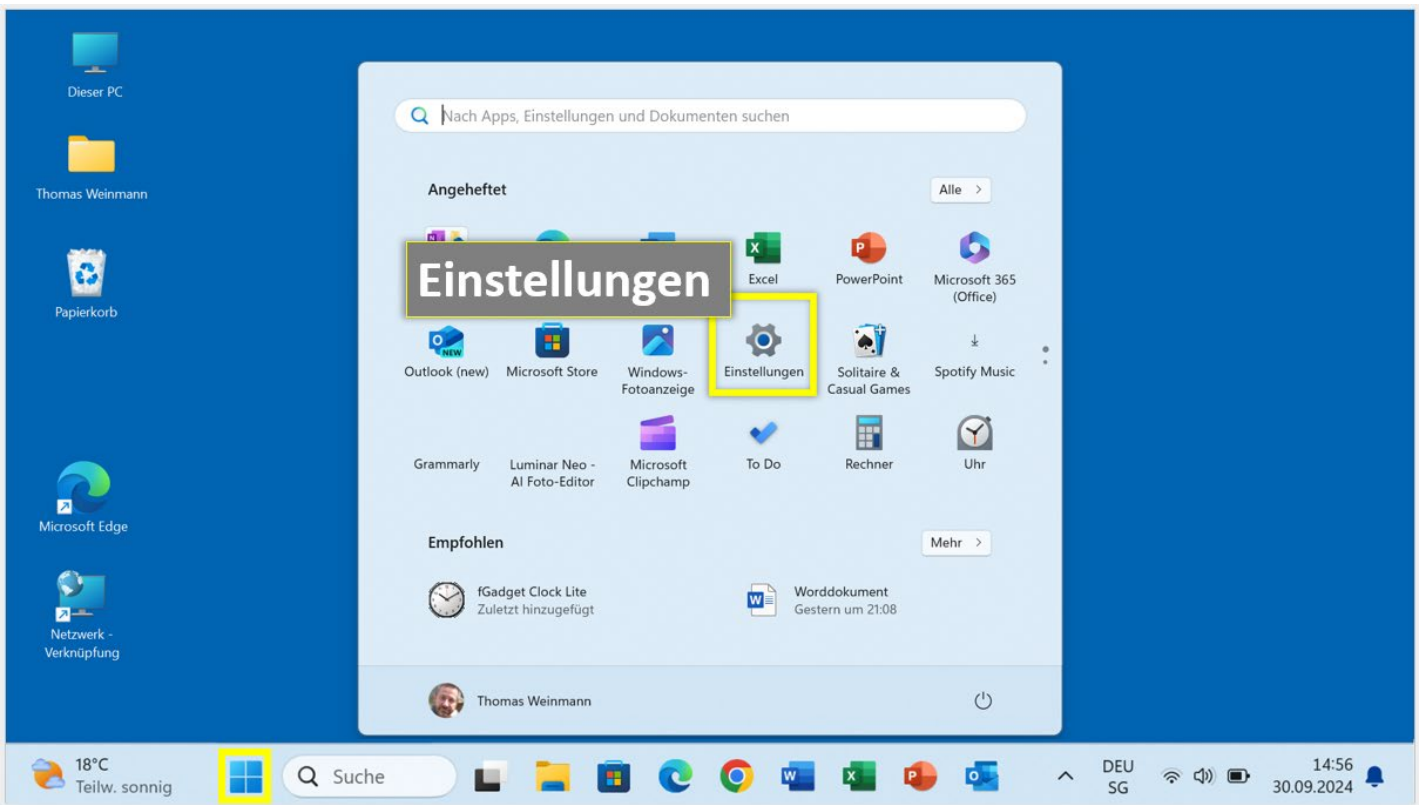 Dieser PC
Thomas Weinmann
Papierkorb
Microsoft Edge
Netzwerk -
Verknüpfung
Nach Apps, Einstellungen und Dokumenten suchen
Angeheftet
Alle
Einstellungen
Excel
PowerPoint
Microsoft 365
(Office)
Outlook (new)
Microsoft Store
Windows-
Fotoanzeige
Einstellungen
Solitaire &
Casual Games
Spotify Music
Grammarly
Luminar Neo -
AI Foto-Editor
Microsoft
Clipchamp
To Do
Rechner
Uhr
Empfohlen
Mehr
fGadget Clock Lite
Zuletzt hinzugefügt
Worddokument
Gestern um 21:08
Thomas Weinmann
18°C
Teilw. sonnig
Suche
DEU
SG
14:56
30.09.2024